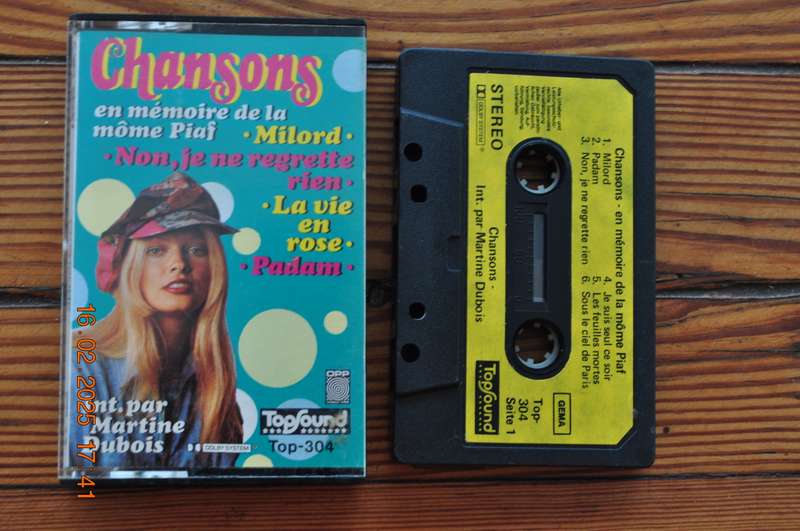 Chansons
en mémoire de la
môme Piaf
· Milord ·
· Non, je ne regrette
rien ·
· La vie
en
rose ·
· Padam ·
Int. par
Martine
Dubois
DOLBY SYSTEM
OPP
TopSound
Top-304
16.02.2025 17:41
STEREO
DOLBY SYSTEM
Chansons - en mémoire de la môme Piaf
1. Milord
2. Padam
3. Non, je ne regrette rien
4. Je suis seul ce soir
5. Les feuilles mortes
6. Sous le ciel de Paris
Chansons -
Int. par Martine Dubois
GEMA
Top-
304
Seite 1
TopSound